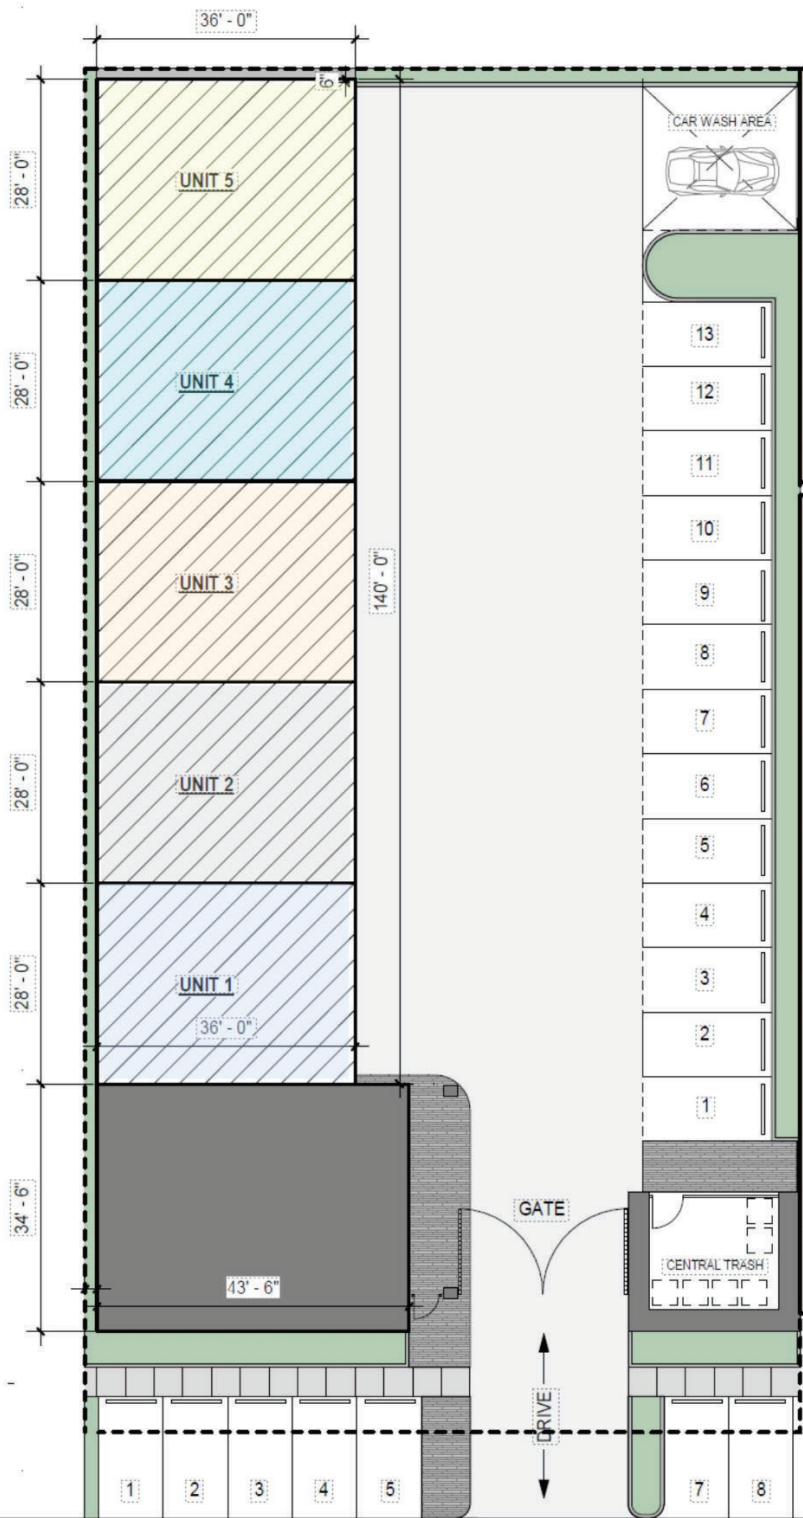 36' - 0"
6"
28' - 0"
UNIT 5
CAR WASH AREA
28' - 0"
UNIT 4
13
12
11
28' - 0"
UNIT 3
140' - 0"
10
9
8
28' - 0"
UNIT 2
7
6
5
28' - 0"
UNIT 1
36' - 0"
4
3
2
1
34' - 6"
43' - 6"
GATE
CENTRAL TRASH
DRIVE
1
2
3
4
5
7
8